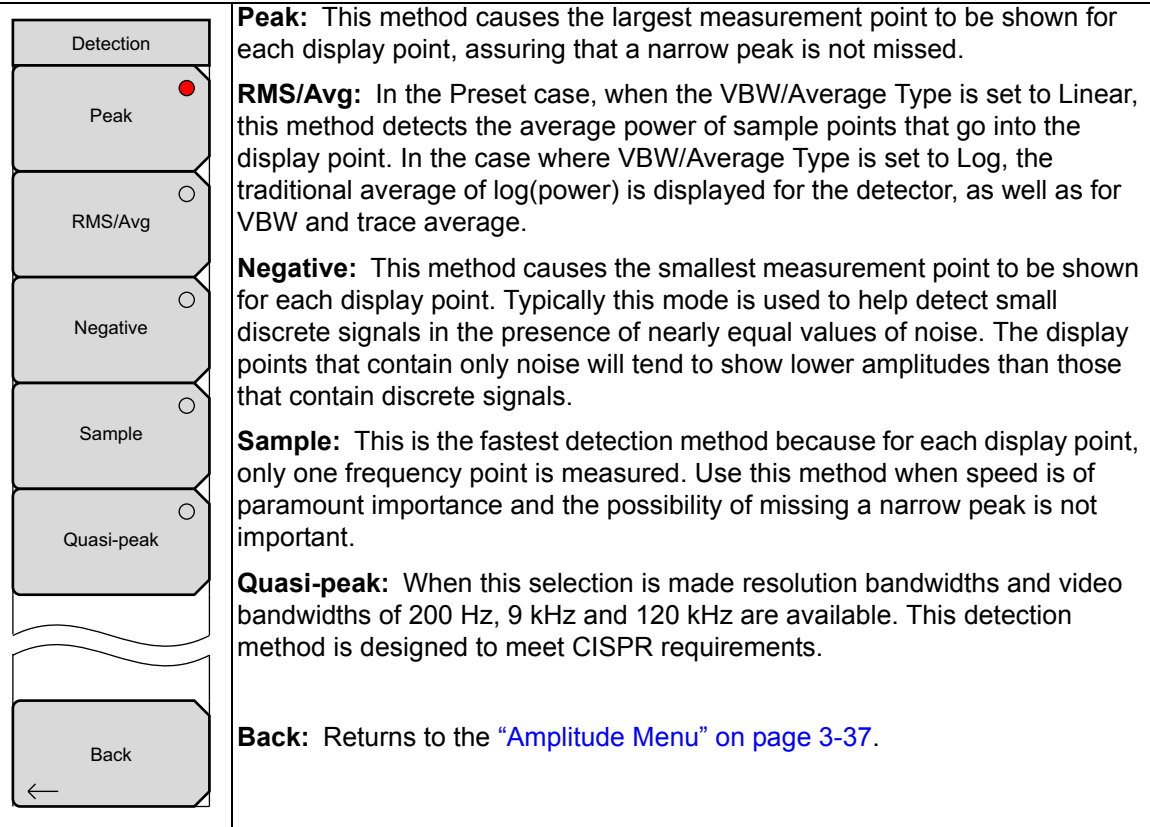 Detection
Peak
RMS/Avg
Negative
Sample
Quasi-peak
Back
Peak: This method causes the largest measurement point to be shown for
each display point, assuring that a narrow peak is not missed.
RMS/Avg: In the Preset case, when the VBW/Average Type is set to Linear,
this method detects the average power of sample points that go into the
display point. In the case where VBW/Average Type is set to Log, the
traditional average of log(power) is displayed for the detector, as well as for
VBW and trace average.
Negative: This method causes the smallest measurement point to be shown
for each display point. Typically this mode is used to help detect small
discrete signals in the presence of nearly equal values of noise. The display
points that contain only noise will tend to show lower amplitudes than those
that contain discrete signals.
Sample: This is the fastest detection method because for each display point,
only one frequency point is measured. Use this method when speed is of
paramount importance and the possibility of missing a narrow peak is not
important.
Quasi-peak: When this selection is made resolution bandwidths and video
bandwidths of 200 Hz, 9 kHz and 120 kHz are available. This detection
method is designed to meet CISPR requirements.
Back: Returns to the “Amplitude Menu” on page 3-37.